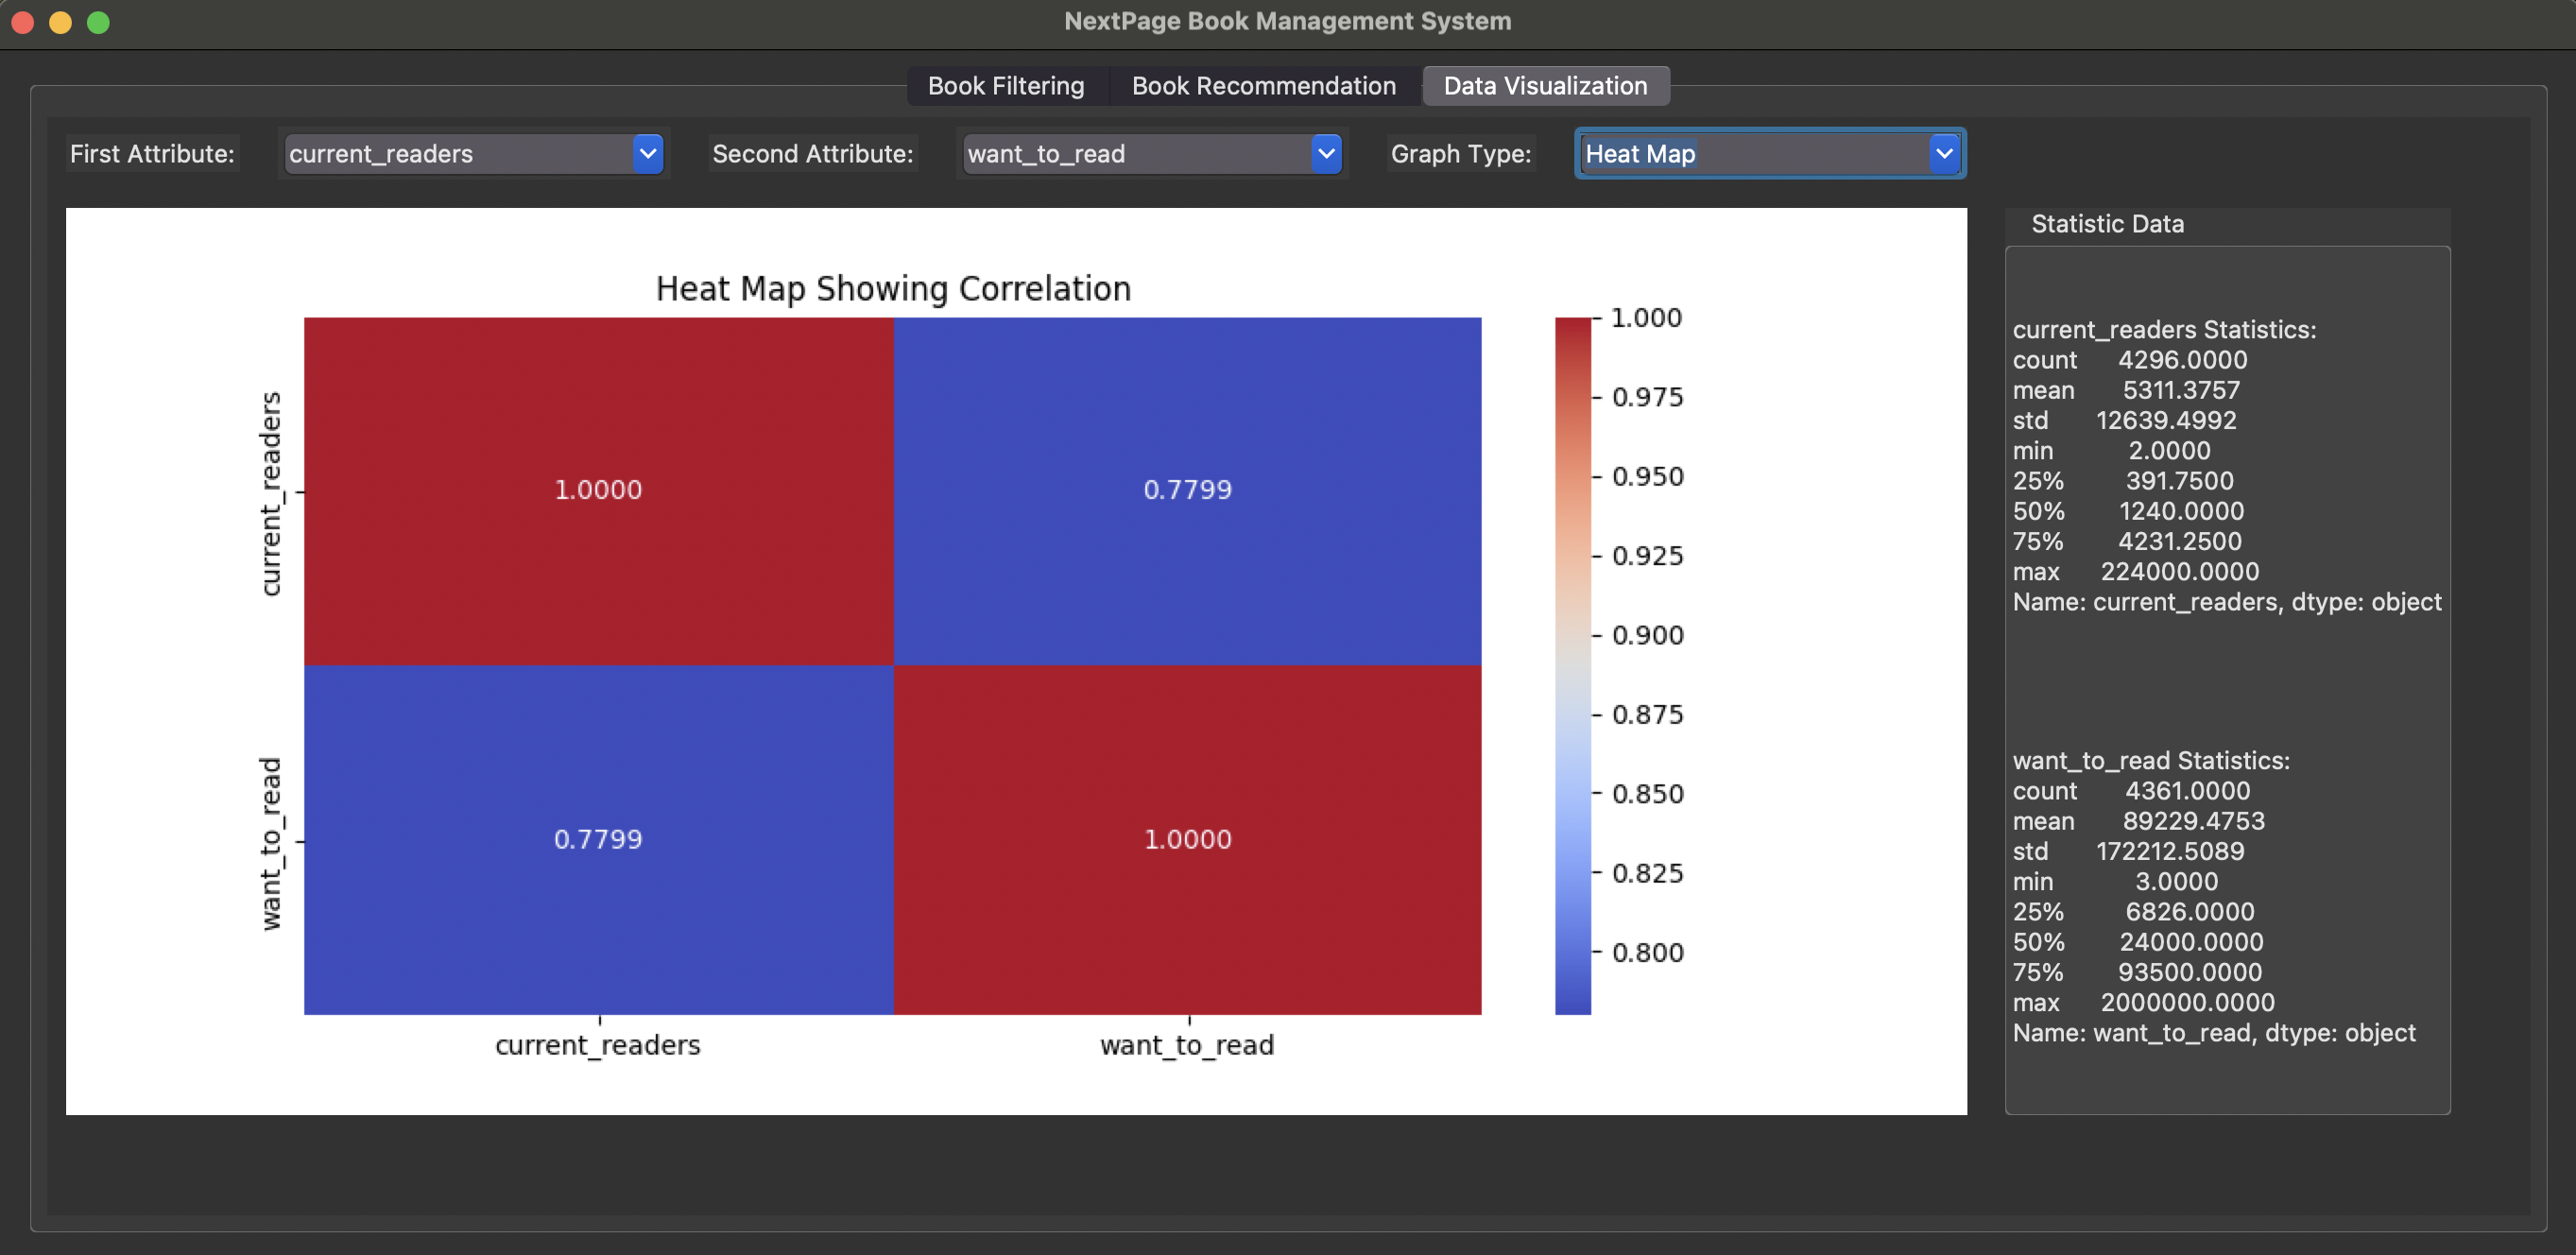 NextPage Book Management System
Book Filtering Book Recommendation Data Visualization
First Attribute: current_readers Second Attribute: want_to_read Graph Type: Heat Map
Heat Map Showing Correlation
current_readers
want_to_read
1.0000 0.7799
0.7799 1.0000
current_readers want_to_read
1.000
0.975
0.950
0.925
0.900
0.875
0.850
0.825
0.800
Statistic Data
current_readers Statistics:
count 4296.0000
mean 5311.3757
std 12639.4992
min 2.0000
25% 391.7500
50% 1240.0000
75% 4231.2500
max 224000.0000
Name: current_readers, dtype: object
want_to_read Statistics:
count 4361.0000
mean 89229.4753
std 172212.5089
min 3.0000
25% 6826.0000
50% 24000.0000
75% 93500.0000
max 2000000.0000
Name: want_to_read, dtype: object